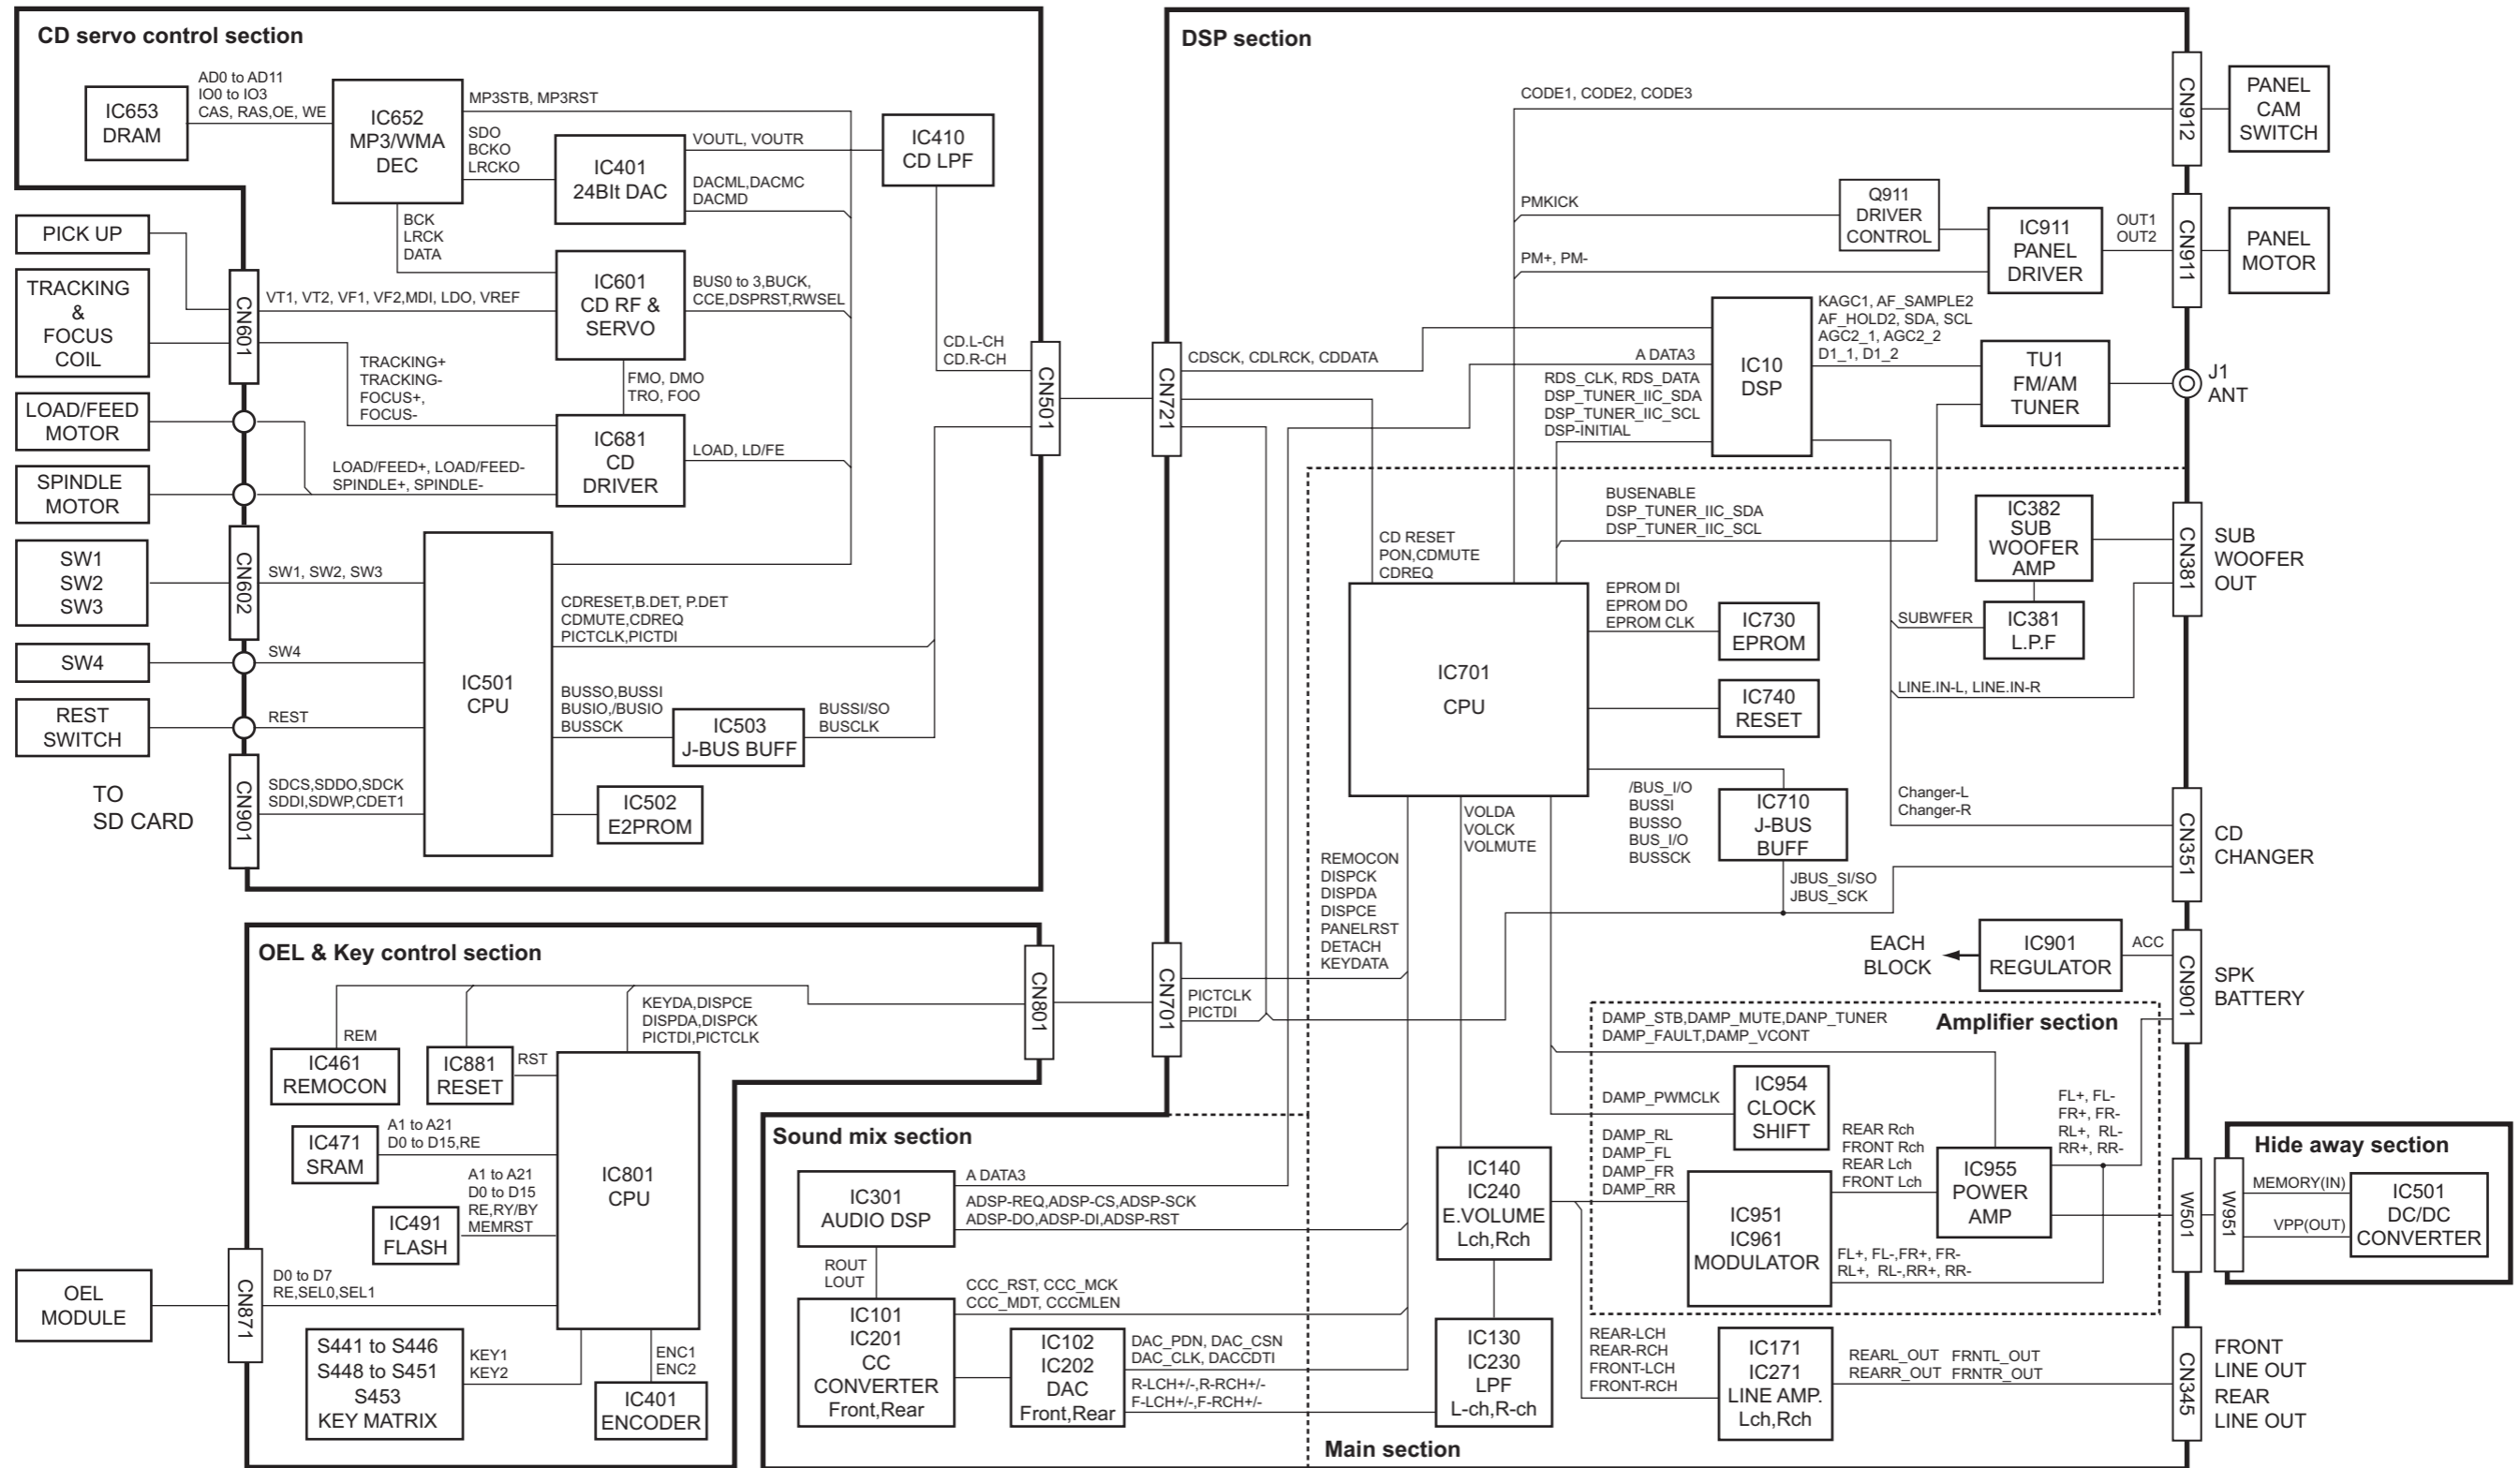 CD servo control section
IC653
DRAM
AD0 to AD11
IO0 to IO3
CAS, RAS,OE, WE
IC652
MP3/WMA
DEC
MP3STB, MP3RST
SDO
BCKO
LRCKO
IC401
24BIt DAC
VOUTL, VOUTR
DACML,DACMC
DACMD
IC410
CD LPF
BCK
LRCK
DATA
PICK UP
TRACKING
&
FOCUS
COIL
CN601
VT1, VT2, VF1, VF2,MDI, LDO, VREF
IC601
CD RF &
SERVO
BUS0 to 3,BUCK,
CCE,DSPRST,RWSEL
CD.L-CH
CD.R-CH
CN501
TRACKING+
TRACKING-
FOCUS+,
FOCUS-
FMO, DMO
TRO, FOO
LOAD/FEED
MOTOR
SPINDLE
MOTOR
LOAD/FEED+, LOAD/FEED-
SPINDLE+, SPINDLE-
IC681
CD
DRIVER
LOAD, LD/FE
SW1
SW2
SW3
CN602
SW1, SW2, SW3
SW4
SW4
REST
SWITCH
REST
TO
SD CARD
CN901
SDCS,SDDO,SDCK
SDDI,SDWP,CDET1
IC501
CPU
CDRESET,B.DET, P.DET
CDMUTE,CDREQ
PICTCLK,PICTDI
BUSSO,BUSSI
BUSIO,/BUSIO
BUSSCK
IC503
J-BUS BUFF
BUSSI/SO
BUSCLK
IC502
E2PROM
OEL & Key control section
CN801
REM
IC461
REMOCON
IC881
RESET
RST
KEYDA,DISPCE
DISPDA,DISPCK
PICTDI,PICTCLK
IC471
SRAM
A1 to A21
D0 to D15,RE
IC801
CPU
IC491
FLASH
A1 to A21
D0 to D15
RE,RY/BY
MEMRST
OEL
MODULE
CN871
D0 to D7
RE,SEL0,SEL1
S441 to S446
S448 to S451
S453
KEY MATRIX
KEY1
KEY2
ENC1
ENC2
IC401
ENCODER
DSP section
CODE1, CODE2, CODE3
CN912
PANEL
CAM
SWITCH
PMKICK
Q911
DRIVER
CONTROL
PM+, PM-
IC911
PANEL
DRIVER
OUT1
OUT2
CN911
PANEL
MOTOR
CN721
CDSCK, CDLRCK, CDDATA
A DATA3
RDS_CLK, RDS_DATA
DSP_TUNER_IIC_SDA
DSP_TUNER_IIC_SCL
DSP-INITIAL
IC10
DSP
KAGC1, AF_SAMPLE2
AF_HOLD2, SDA, SCL
AGC2_1, AGC2_2
D1_1, D1_2
TU1
FM/AM
TUNER
J1
ANT
BUSENABLE
DSP_TUNER_IIC_SDA
DSP_TUNER_IIC_SCL
CD RESET
PON,CDMUTE
CDREQ
IC382
SUB
WOOFER
AMP
CN381
SUB
WOOFER
OUT
SUBWFER
IC381
L.P.F
LINE.IN-L, LINE.IN-R
IC701
CPU
EPROM DI
EPROM DO
EPROM CLK
IC730
EPROM
IC740
RESET
/BUS_I/O
BUSSI
BUSSO
BUS_I/O
BUSSCK
IC710
J-BUS
BUFF
JBUS_SI/SO
JBUS_SCK
Changer-L
Changer-R
CN351
CD
CHANGER
VOLDA
VOLCK
VOLMUTE
REMOCON
DISPCK
DISPDA
DISPCE
PANELRST
DETACH
KEYDATA
CN701
PICTCLK
PICTDI
EACH
BLOCK
IC901
REGULATOR
ACC
CN901
SPK
BATTERY
Amplifier section
DAMP_STB,DAMP_MUTE,DANP_TUNER
DAMP_FAULT,DAMP_VCONT
DAMP_PWMCLK
IC954
CLOCK
SHIFT
DAMP_RL
DAMP_FL
DAMP_FR
DAMP_RR
IC951
IC961
MODULATOR
REAR Rch
FRONT Rch
REAR Lch
FRONT Lch
IC955
POWER
AMP
FL+, FL-
FR+, FR-
RL+, RL-
RR+, RR-
FL+, FL-,FR+, FR-
RL+, RL-,RR+, RR-
W501
W951
Hide away section
MEMORY(IN)
VPP(OUT)
IC501
DC/DC
CONVERTER
Sound mix section
IC301
AUDIO DSP
A DATA3
ADSP-REQ,ADSP-CS,ADSP-SCK
ADSP-DO,ADSP-DI,ADSP-RST
ROUT
LOUT
IC101
IC201
CC
CONVERTER
Front,Rear
CCC_RST, CCC_MCK
CCC_MDT, CCCMLEN
IC102
IC202
DAC
Front,Rear
DAC_PDN, DAC_CSN
DAC_CLK, DACCDTI
R-LCH+/-,R-RCH+/-
F-LCH+/-,F-RCH+/-
IC140
IC240
E.VOLUME
Lch,Rch
IC130
IC230
LPF
L-ch,R-ch
REAR-LCH
REAR-RCH
FRONT-LCH
FRONT-RCH
IC171
IC271
LINE AMP.
Lch,Rch
REARL_OUT FRNTL_OUT
REARR_OUT FRNTR_OUT
CN345
FRONT
LINE OUT
REAR
LINE OUT
Main section